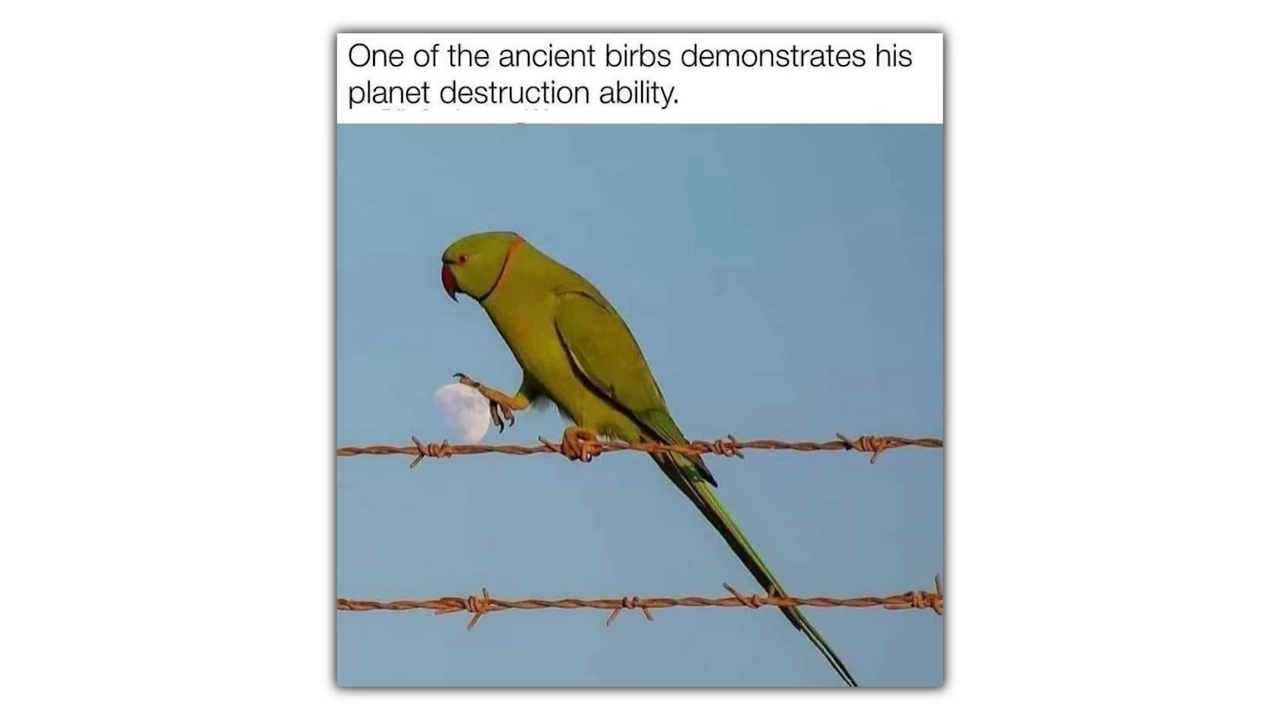 One of the ancient birbs demonstrates his
planet destruction ability.